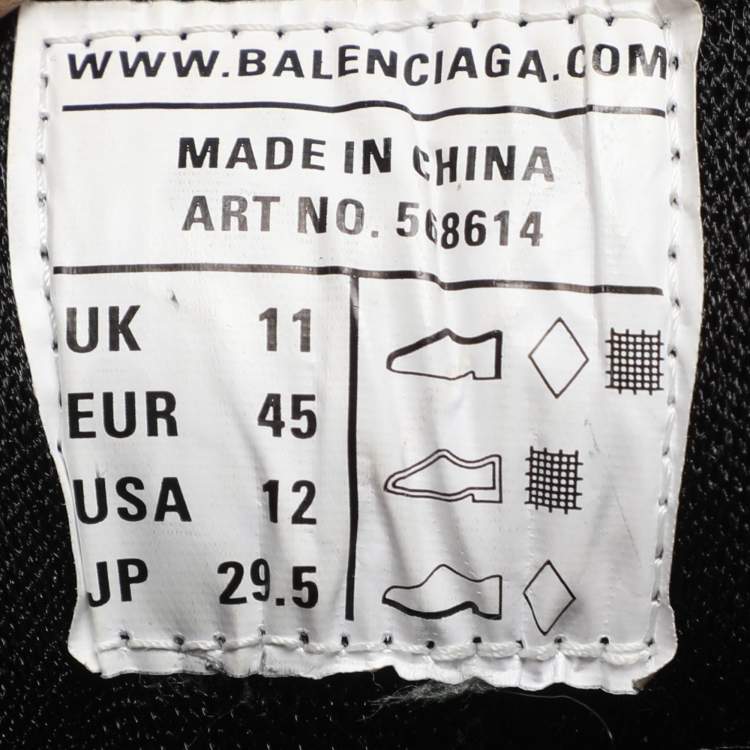 WWW.BALENCIAGA.COM
MADE IN CHINA
ART NO. 568614
UK 11
EUR 45
USA 12
JP 29.5